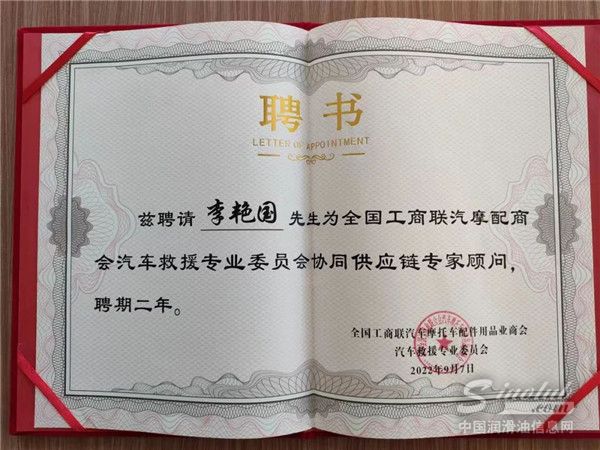 聘书
LETTER OF APPOINTMENT
兹聘请 李艳国 先生为全国工商联汽摩配商
会汽车救援专业委员会协同供应链专家顾问，
聘期二年。
全国工商联汽车摩托车配件用品业商会
汽车救援专业委员会
2022年9月7日
Sinolub
.com
中国润滑油信息网